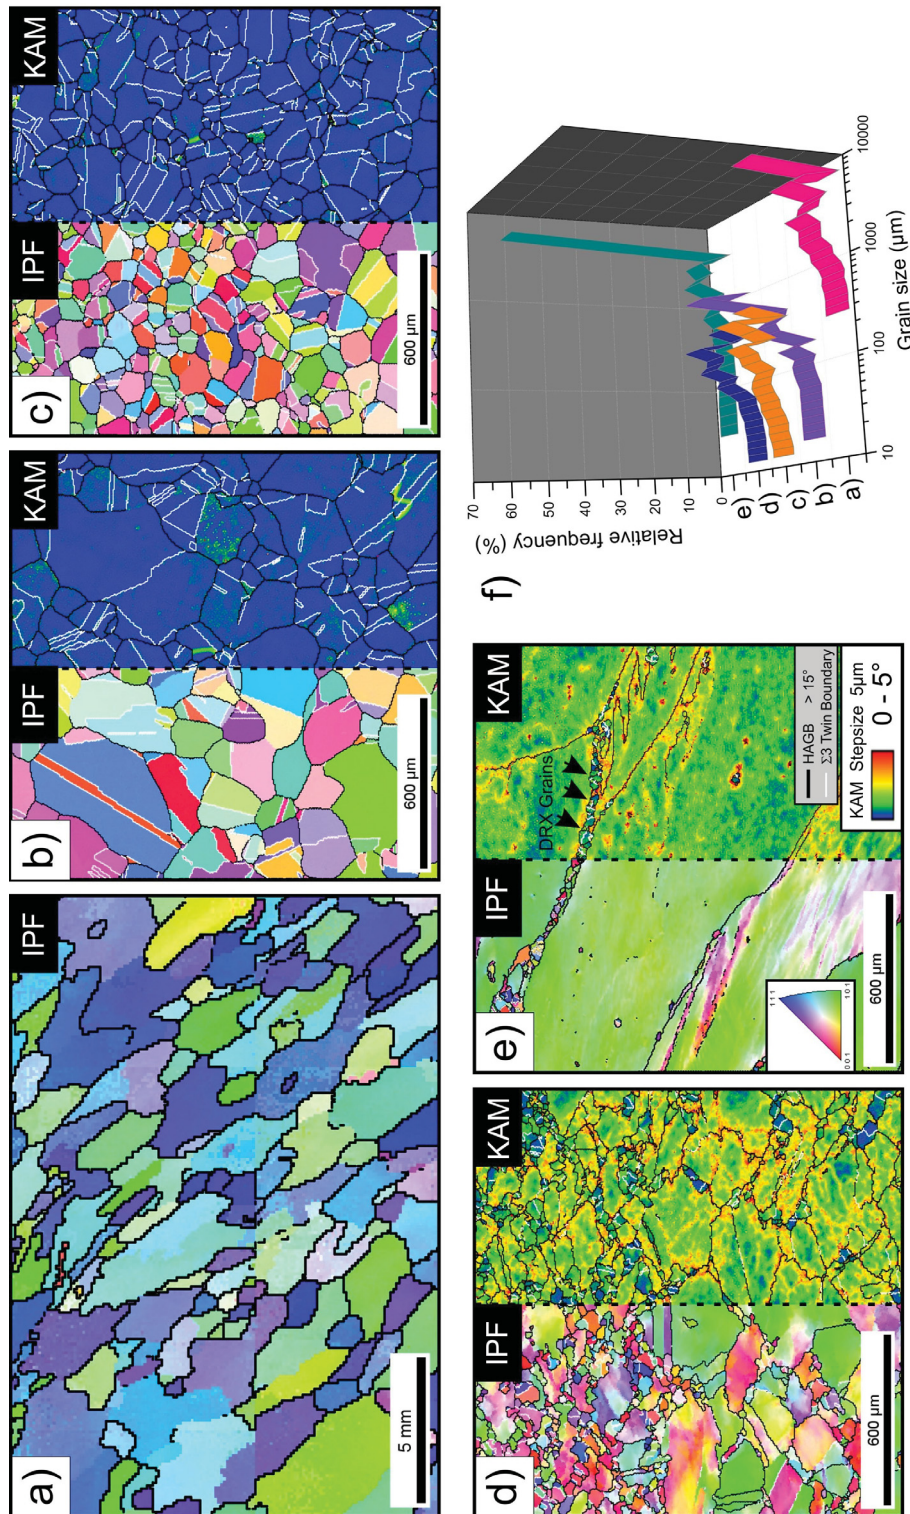 a)
IPF
5 mm
b)
IPF
KAM
600 µm
c)
IPF
KAM
600 µm
d)
IPF
KAM
600 µm
e)
IPF
KAM
DRX Grains
HAGB > 15°
Σ3 Twin Boundary
KAM Stepsize 5µm
0 - 5°
111
001
101
600 µm
f)
Relative frequency (%)
70
60
50
40
30
20
10
0
e)
d)
c)
b)
a)
10
100
1000
10000
Grain size (µm)